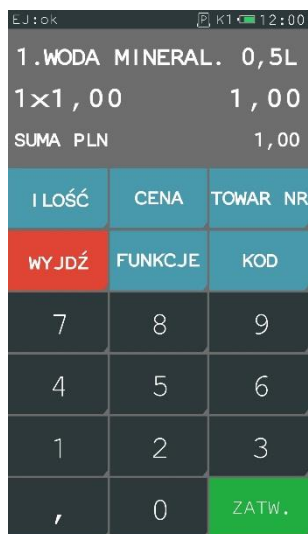 EJ:ok P K1 12:00
1.WODA MINERAL. 0,5L
1x1,00 1,00
SUMA PLN 1,00
ILOŚĆ CENA TOWAR NR
WYJDŹ FUNKCJE KOD
7 8 9
4 5 6
1 2 3
, 0 ZATW.